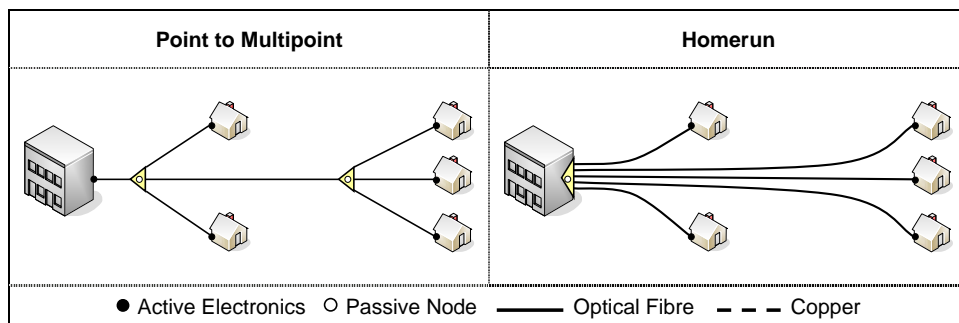 Point to Multipoint
Homerun
Active Electronics Passive Node Optical Fibre Copper